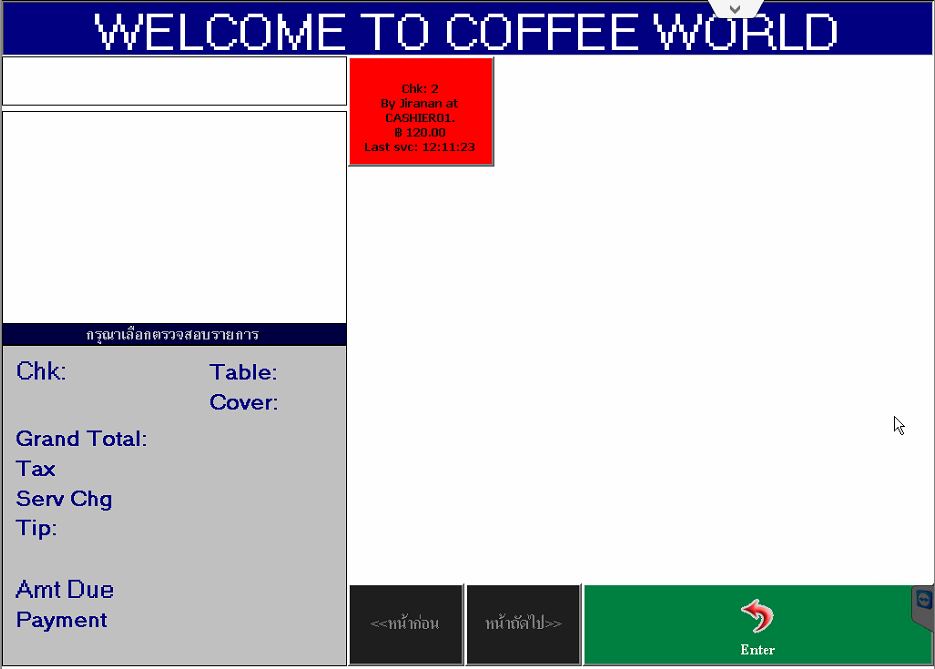 WELCOME TO COFFEE WORLD
Chk: 2
By Jiranan at
CASHIER01.
฿ 120.00
Last svc: 12:11:23
กรุณาเลือกตรวจสอบรายการ
Chk:
Table:
Cover:
Grand Total:
Tax
Serv Chg
Tip:
Amt Due
Payment
<<หน้าก่อน
หน้าถัดไป>>
Enter